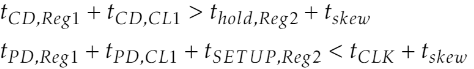 t_{CD,Reg1} + t_{CD,CL1} > t_{hold,Reg2} + t_{skew}
t_{PD,Reg1} + t_{PD,CL1} + t_{SETUP,Reg2} < t_{CLK} + t_{skew}